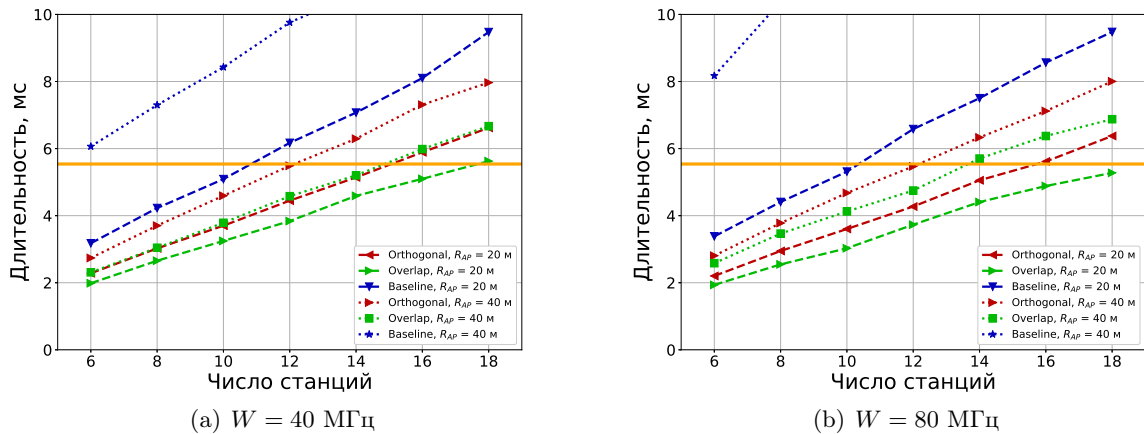 10
8
6
4
2
0
Длительность, мс
6 8 10 12 14 16 18
Число станций
Orthogonal, R_AP = 20 м
Overlap, R_AP = 20 м
Baseline, R_AP = 20 м
Orthogonal, R_AP = 40 м
Overlap, R_AP = 40 м
Baseline, R_AP = 40 м
(a) W = 40 МГц
10
8
6
4
2
0
Длительность, мс
6 8 10 12 14 16 18
Число станций
Orthogonal, R_AP = 20 м
Overlap, R_AP = 20 м
Baseline, R_AP = 20 м
Orthogonal, R_AP = 40 м
Overlap, R_AP = 40 м
Baseline, R_AP = 40 м
(b) W = 80 МГц